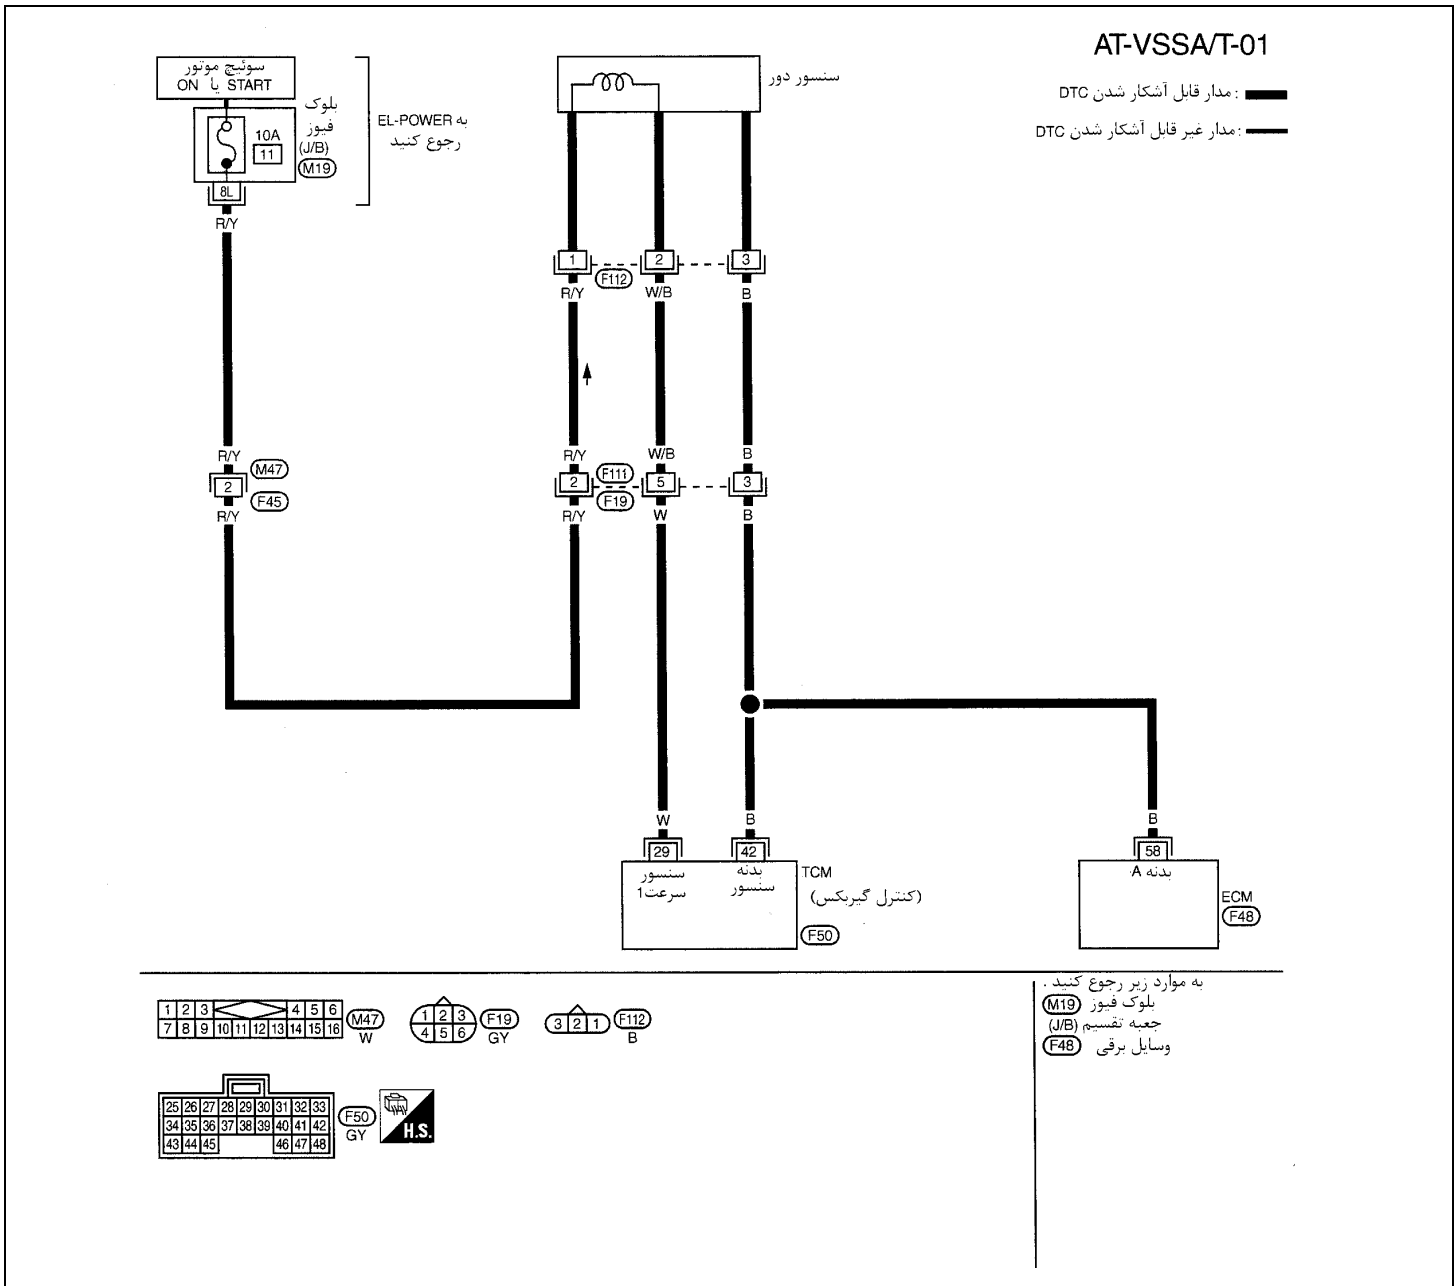 AT-VSSA/T-01
مدار قابل آشکار شدن DTC :
مدار غیر قابل آشکار شدن DTC :
سوئیچ موتور
START یا ON
بلوک
فیوز
(J/B)
M19
10A
11
8L
R/Y
به EL-POWER
رجوع کنید
سنسور دور
1
2
3
F112
R/Y
W/B
B
R/Y
M47
2
F45
R/Y
R/Y
W/B
B
F111
2
5
3
F19
R/Y
W
B
W
B
B
29
42
58
سنسور
سرعت1
بدنه
سنسور
TCM
(کنترل گیربکس)
F50
بدنه A
ECM
F48
1 2 3 4 5 6
7 8 9 10 11 12 13 14 15 16
M47
W
1 2 3
4 5 6
F19
GY
3 2 1
F112
B
25 26 27 28 29 30 31 32 33
34 35 36 37 38 39 40 41 42
43 44 45 46 47 48
F50
GY
H.S.
به موارد زیر رجوع کنید .
بلوک فیوز M19
جعبه تقسیم (J/B)
وسایل برقی F48